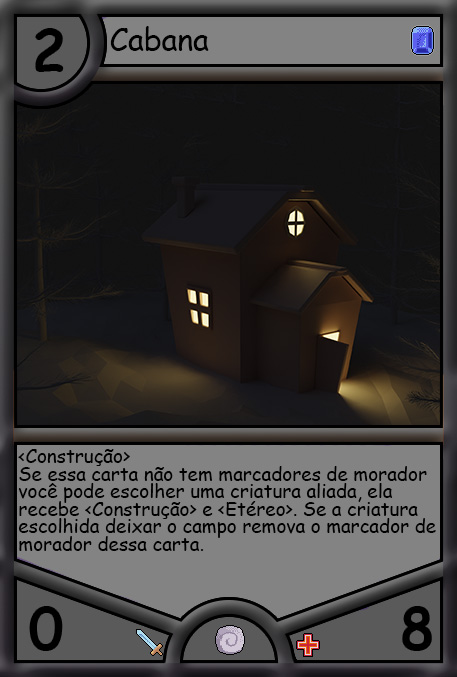 2
Cabana
<Construção>
Se essa carta não tem marcadores de morador
você pode escolher uma criatura aliada, ela
recebe <Construção> e <Etéreo>. Se a criatura
escolhida deixar o campo remova o marcador de
morador dessa carta.
0
8